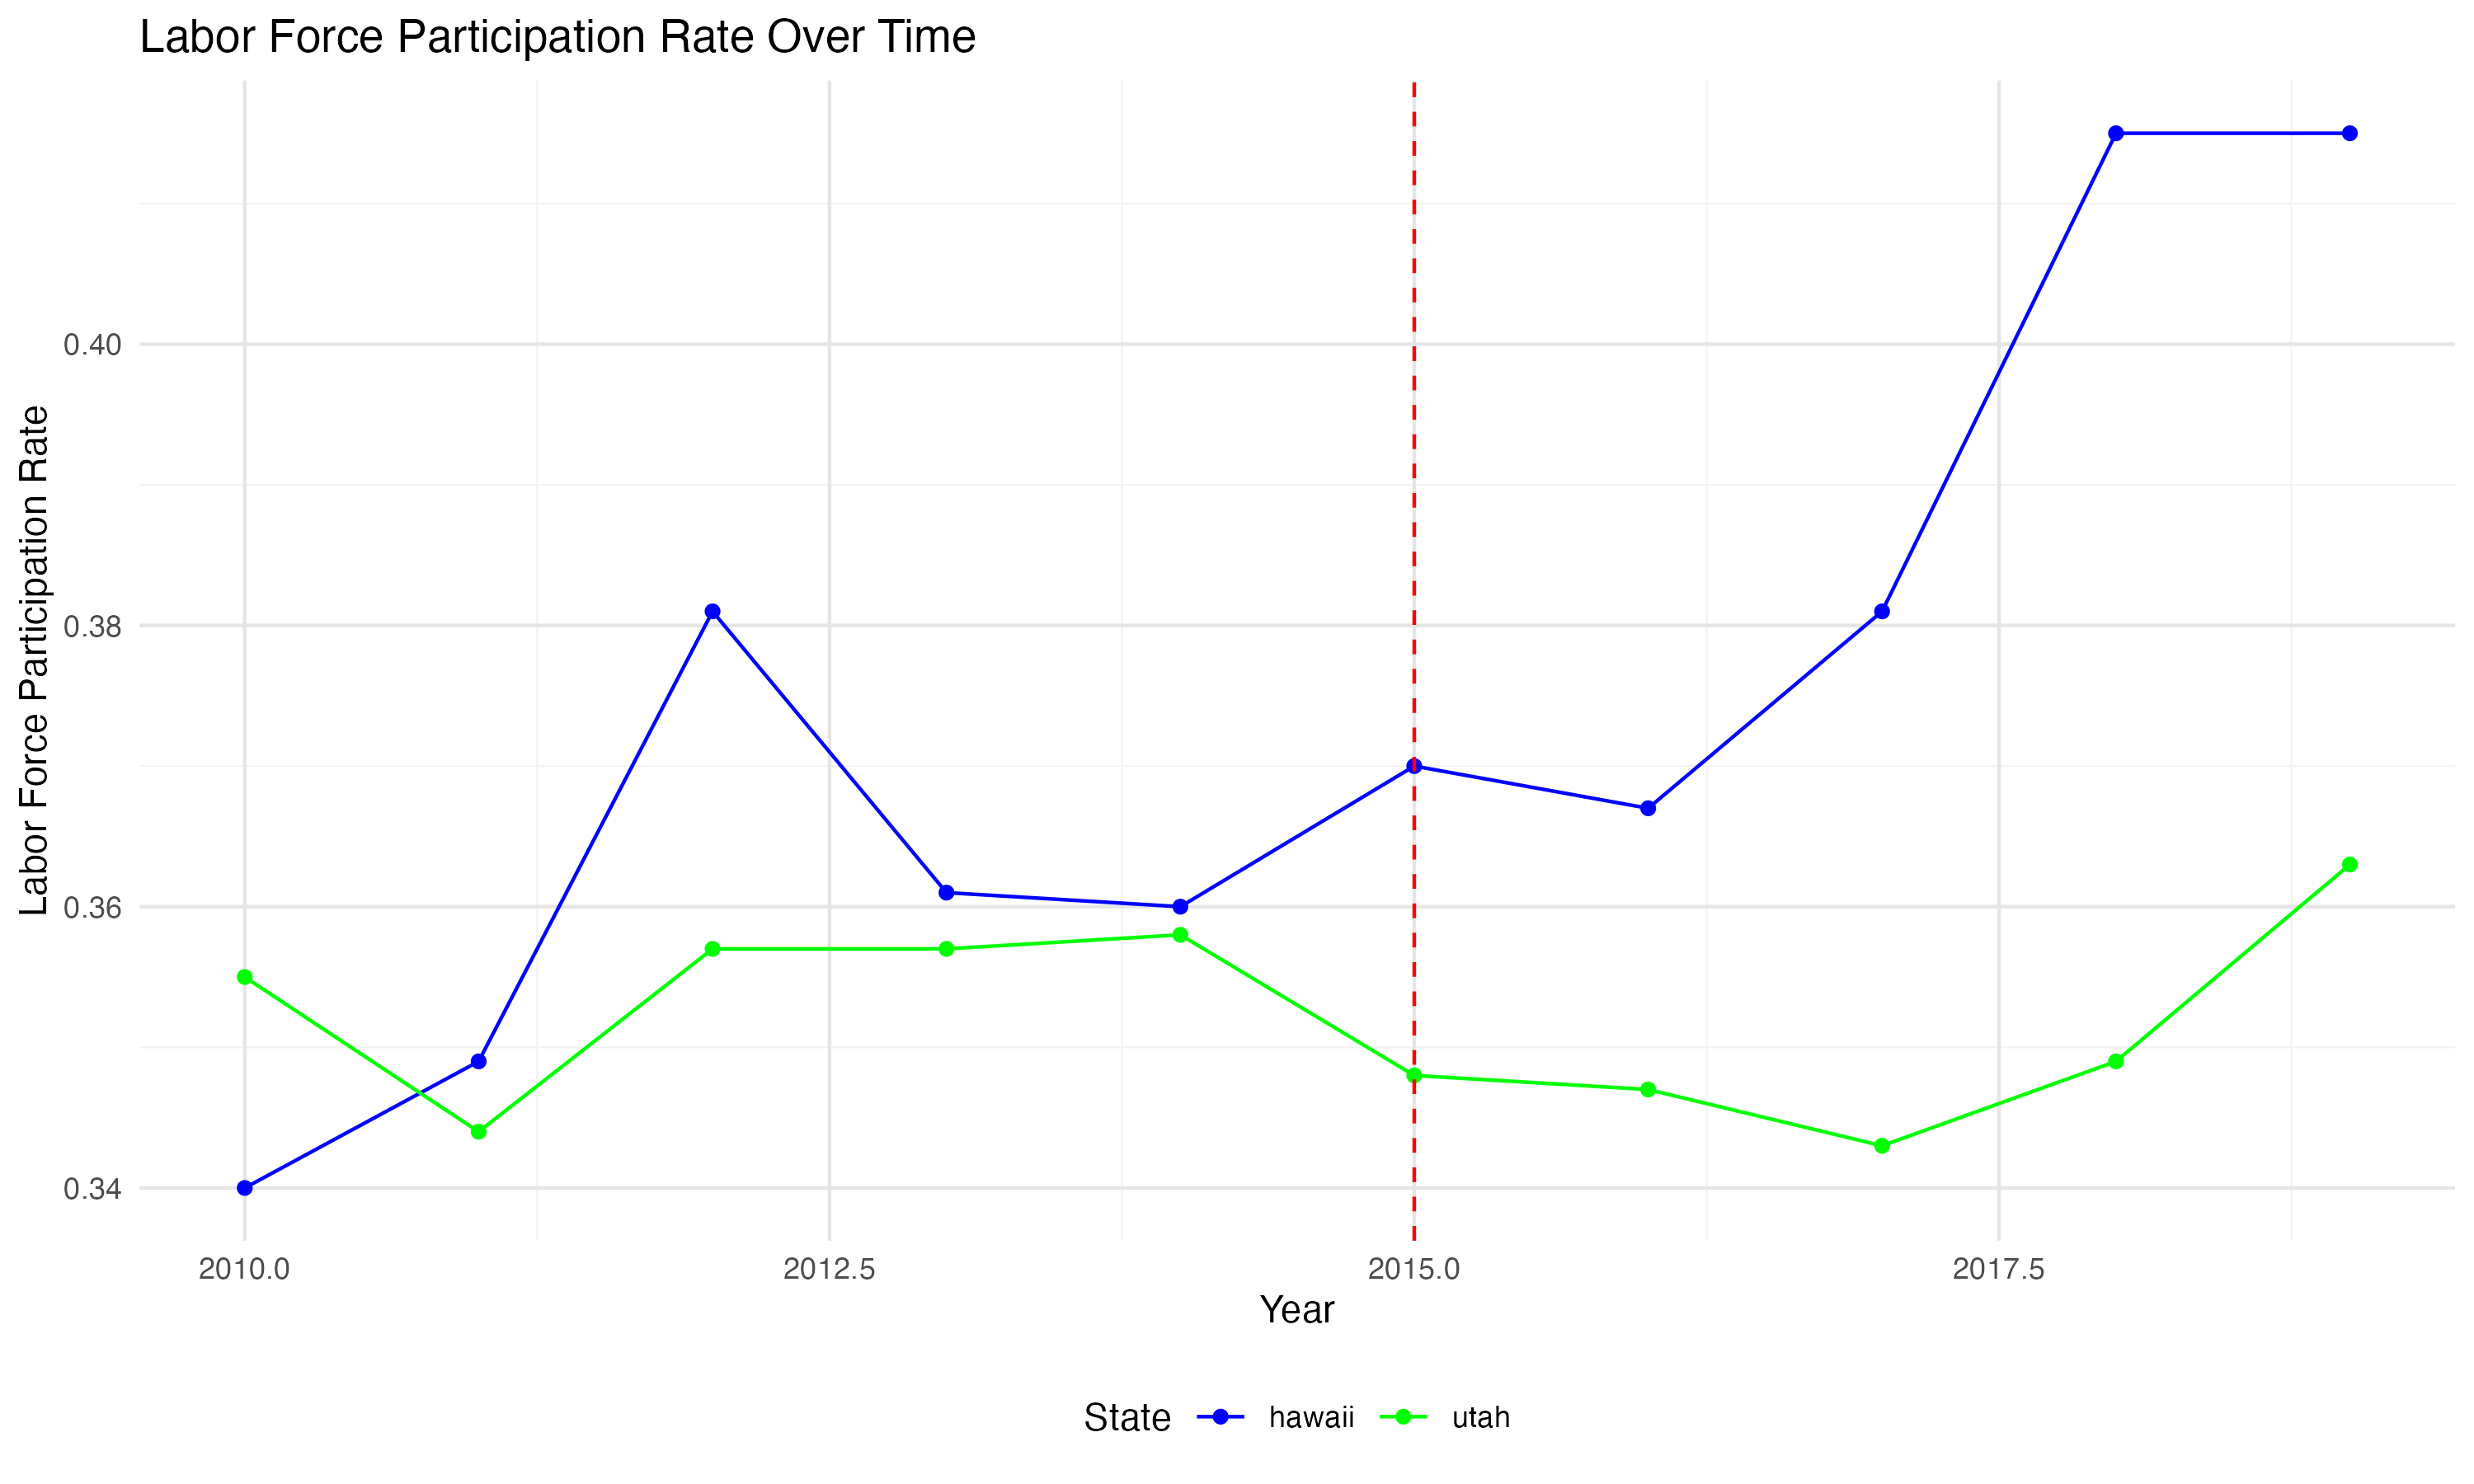 Labor Force Participation Rate Over Time
Labor Force Participation Rate
0.40
0.38
0.36
0.34
2010.0 2012.5 2015.0 2017.5
Year
State hawaii utah